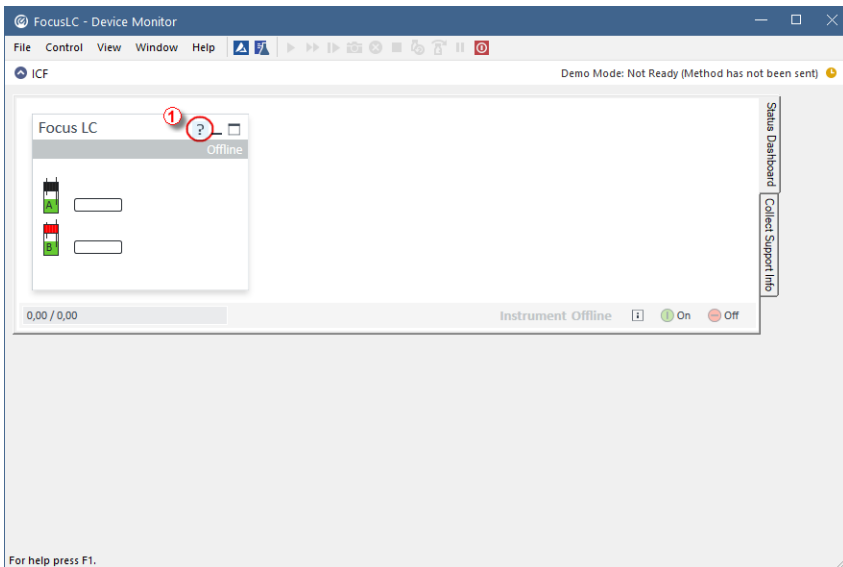 FocusLC - Device Monitor
File Control View Window Help
ICF
Demo Mode: Not Ready (Method has not been sent)
1
Focus LC
?
Offline
A
B
Status Dashboard
Collect Support Info
0,00 / 0,00
Instrument Offline
i
On
Off
For help press F1.